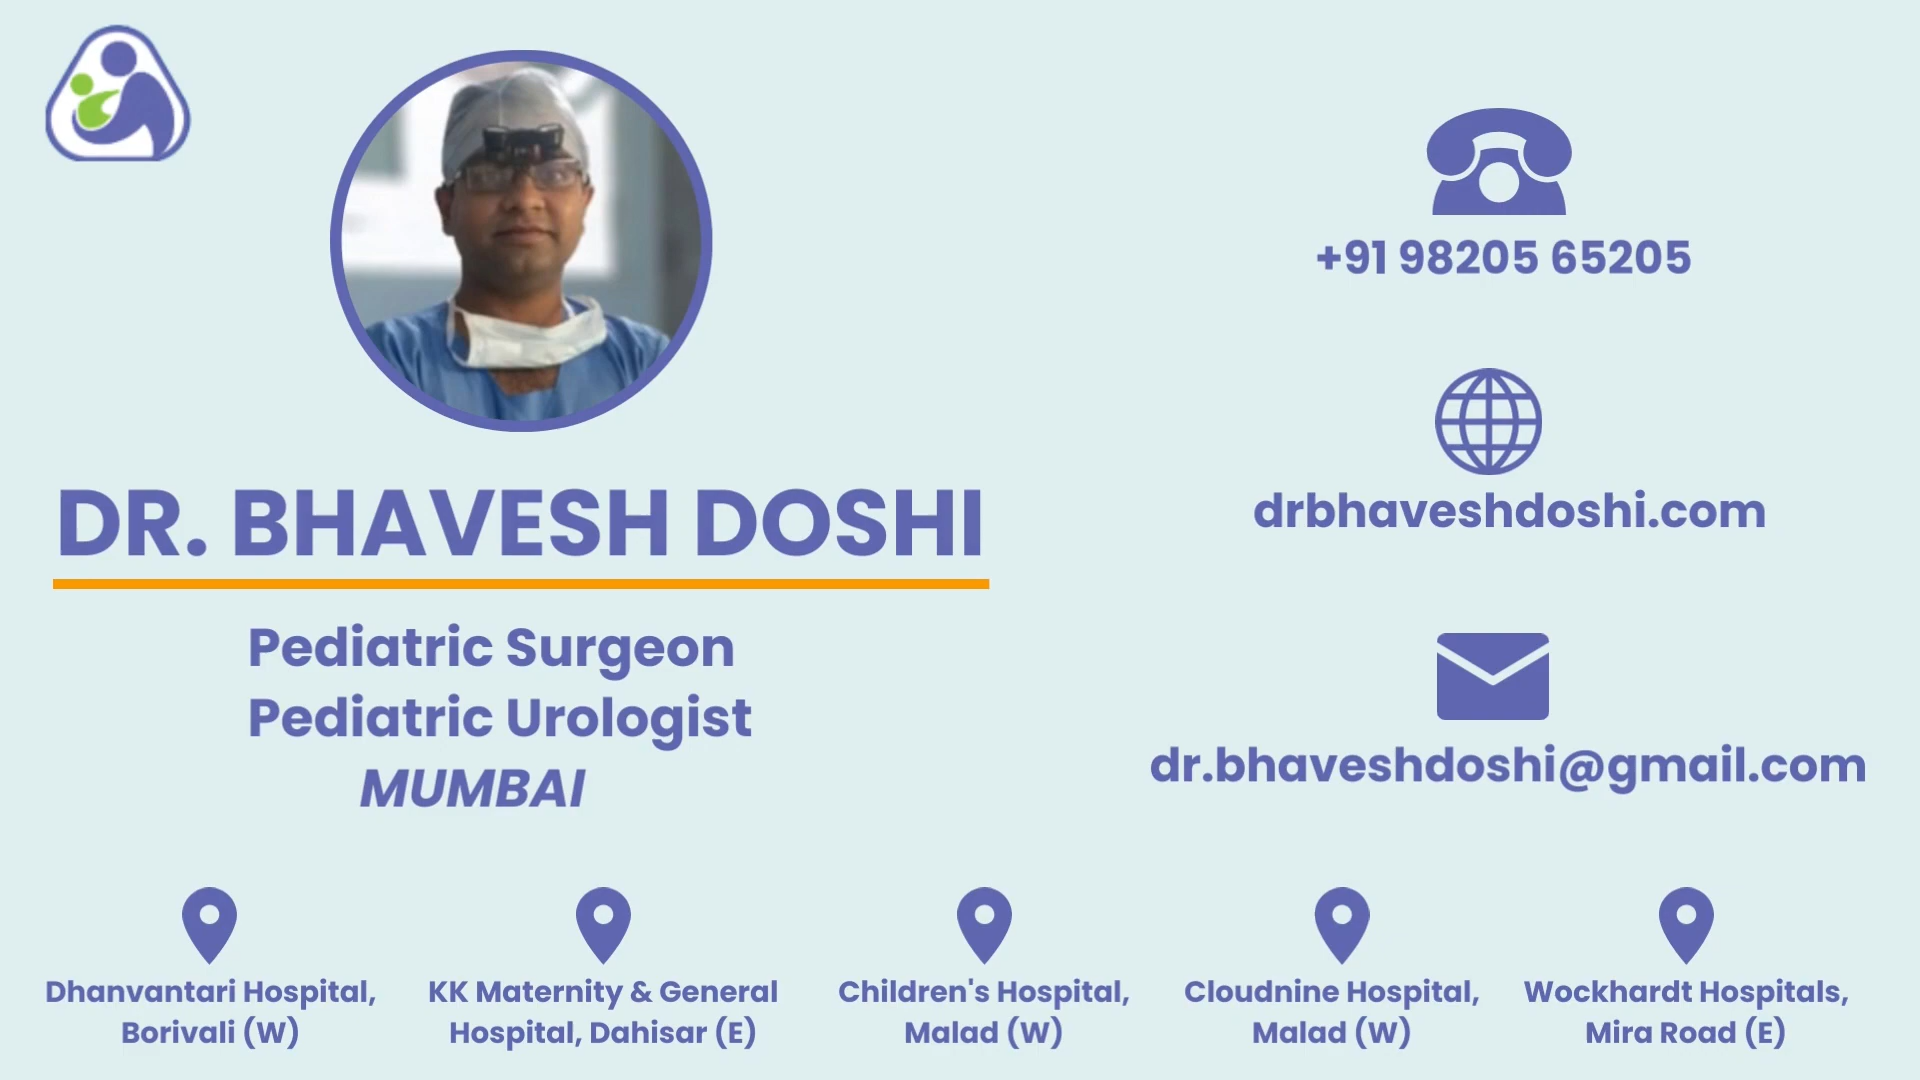 DR. BHAVESH DOSHI
Pediatric Surgeon
Pediatric Urologist
MUMBAI
+91 98205 65205
drbhaveshdoshi.com
dr.bhaveshdoshi@gmail.com
Dhanvantari Hospital,
Borivali (W)
KK Maternity & General
Hospital, Dahisar (E)
Children's Hospital,
Malad (W)
Cloudnine Hospital,
Malad (W)
Wockhardt Hospitals,
Mira Road (E)